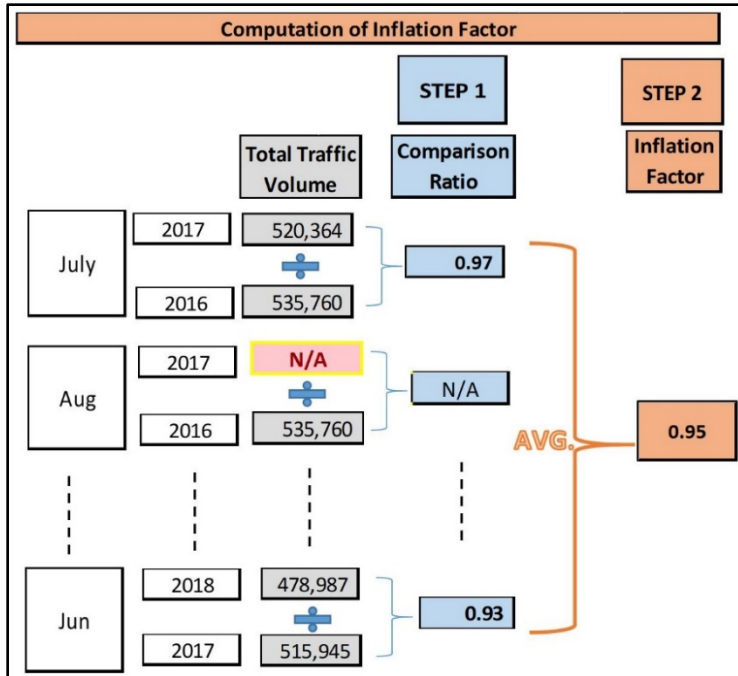 Computation of Inflation Factor
STEP 1
STEP 2
Total Traffic
Volume
Comparison
Ratio
Inflation
Factor
July
2017
520,364
÷
2016
535,760
0.97
Aug
2017
N/A
÷
2016
535,760
N/A
AVG.
0.95
Jun
2018
478,987
÷
2017
515,945
0.93